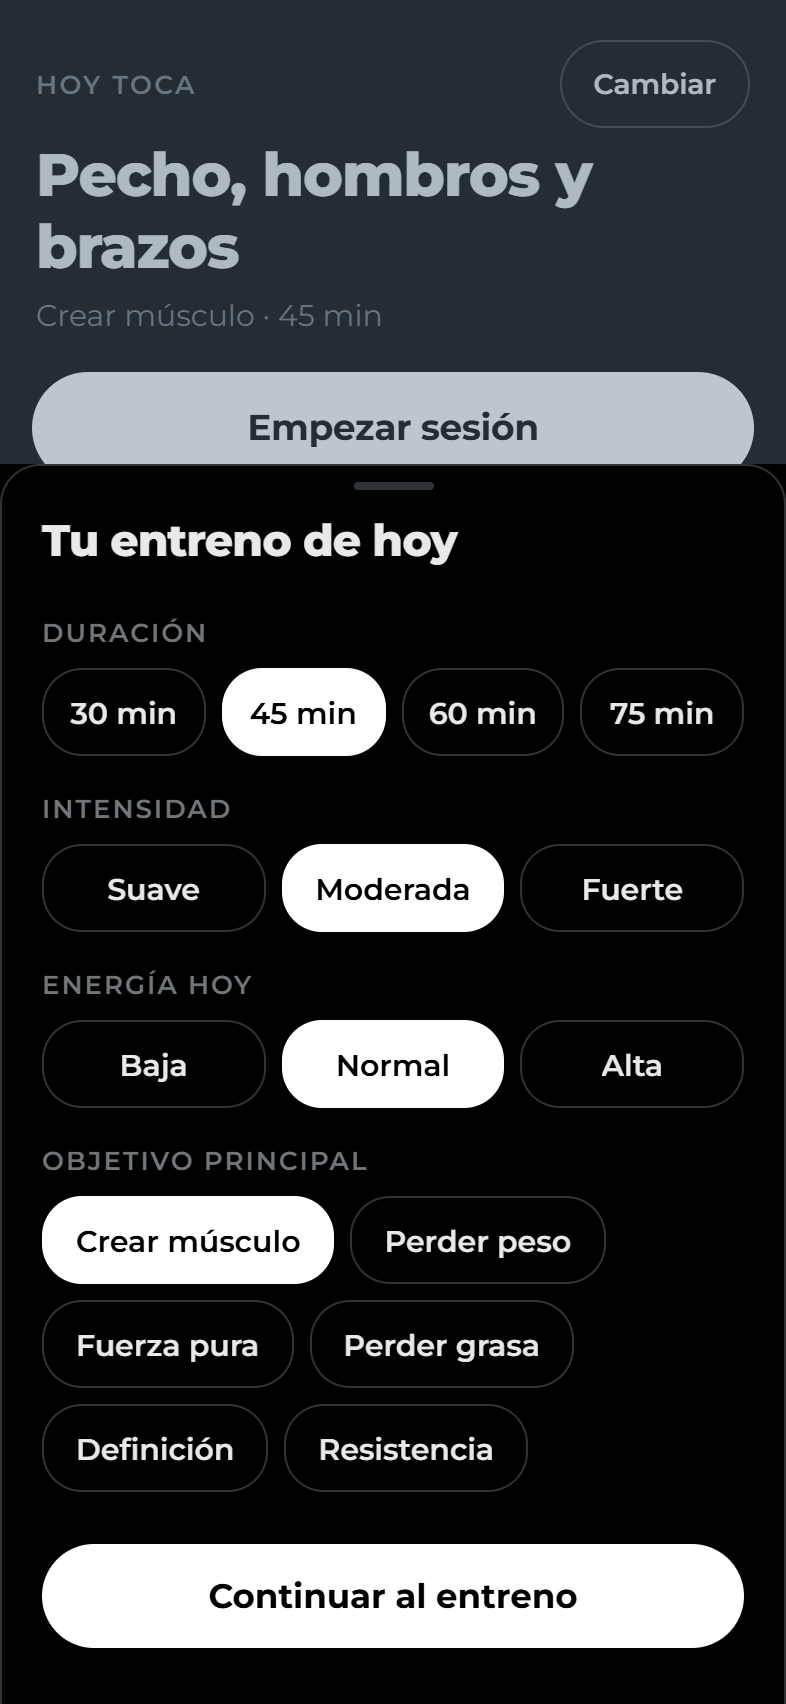 HOY TOCA
Cambiar
Pecho, hombros y
brazos
Crear músculo · 45 min
Empezar sesión
Tu entreno de hoy
DURACIÓN
30 min
45 min
60 min
75 min
INTENSIDAD
Suave
Moderada
Fuerte
ENERGÍA HOY
Baja
Normal
Alta
OBJETIVO PRINCIPAL
Crear músculo
Perder peso
Fuerza pura
Perder grasa
Definición
Resistencia
Continuar al entreno